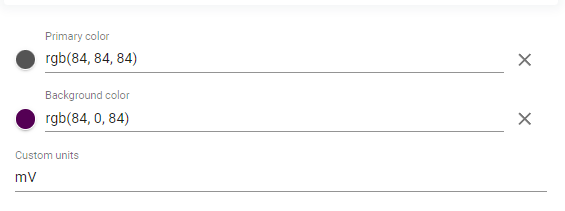 Primary color
rgb(84, 84, 84)
Background color
rgb(84, 0, 84)
Custom units
mV